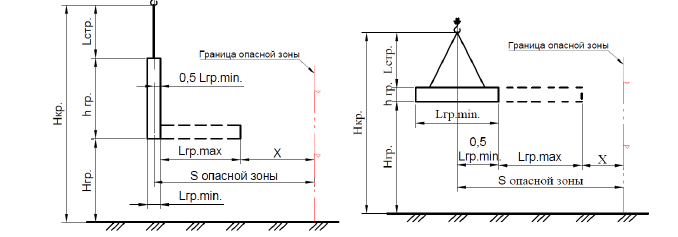 Нкр.
Lстр.
h гр.
Нгр.
Граница опасной зоны
0,5 Lгр.min.
Lгр.max
X
S опасной зоны
Lгр.min.
Нкр.
Lстр.
h гр.
Нгр.
Граница опасной зоны
Lгр.min.
0,5
Lгр.min.
Lгр.max
X
S опасной зоны